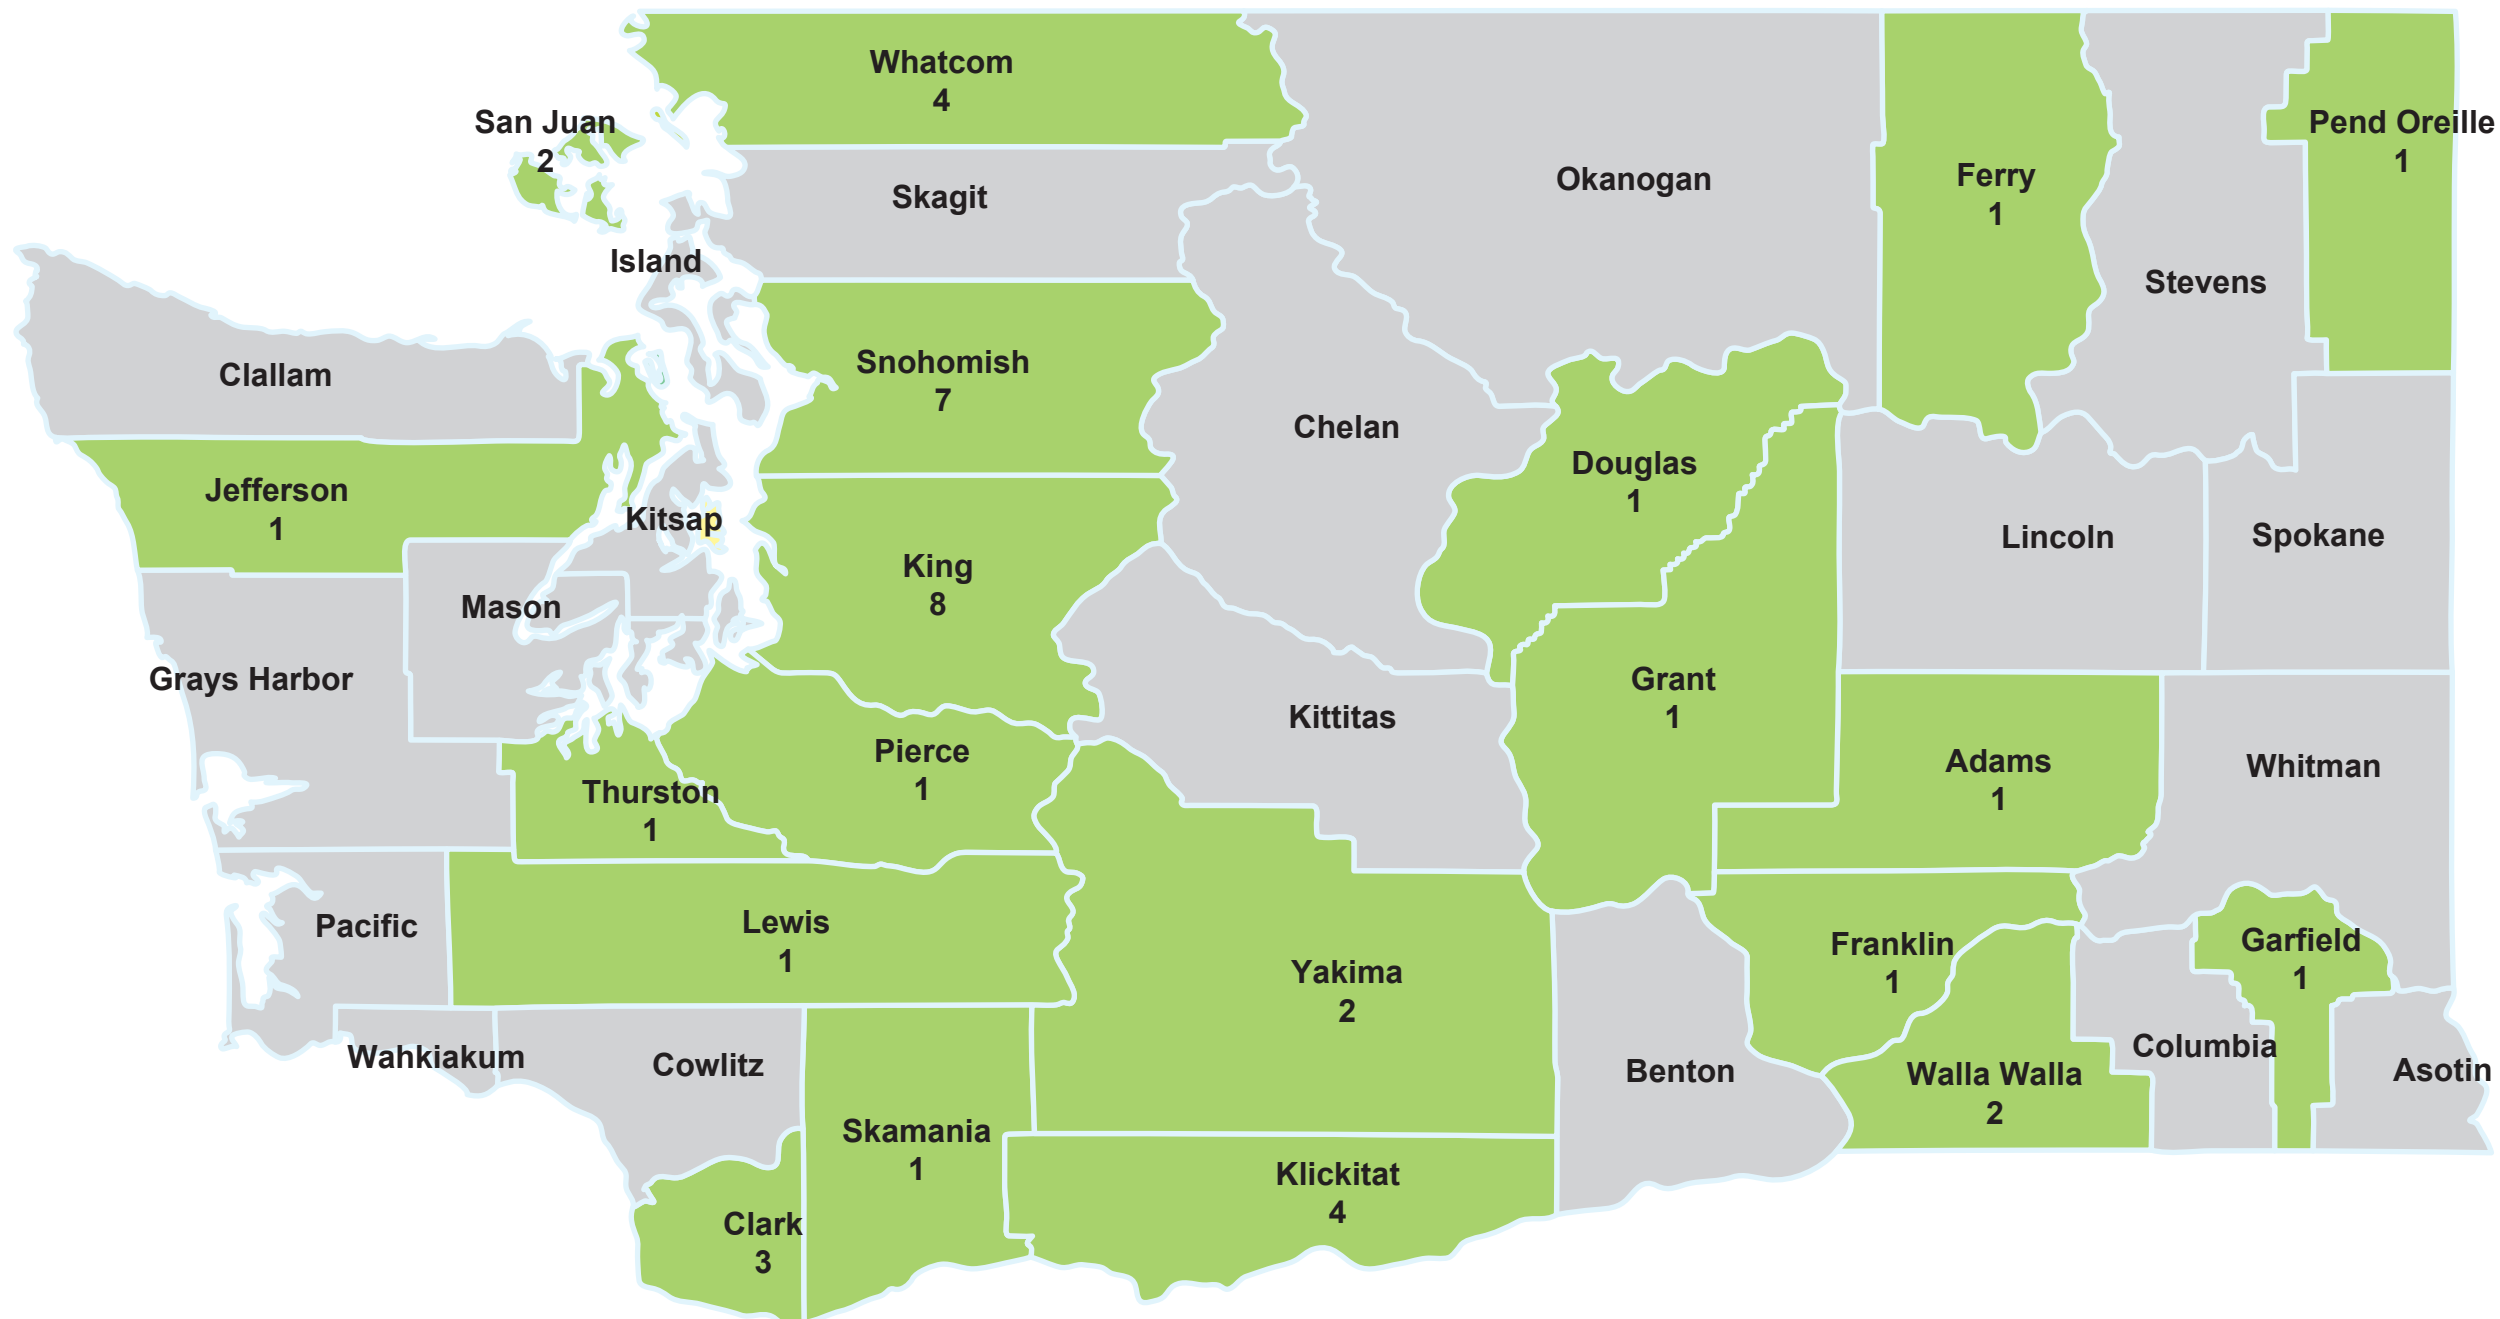 Whatcom
4
San Juan
2
Skagit
Island
Okanogan
Ferry
1
Pend Oreille
1
Stevens
Clallam
Snohomish
7
Chelan
Douglas
1
Jefferson
1
Kitsap
King
8
Lincoln
Spokane
Mason
Grays Harbor
Kittitas
Grant
1
Pierce
1
Thurston
1
Adams
1
Whitman
Pacific
Lewis
1
Yakima
2
Franklin
1
Garfield
1
Wahkiakum
Cowlitz
Benton
Walla Walla
2
Columbia
Asotin
Skamania
1
Klickitat
4
Clark
3